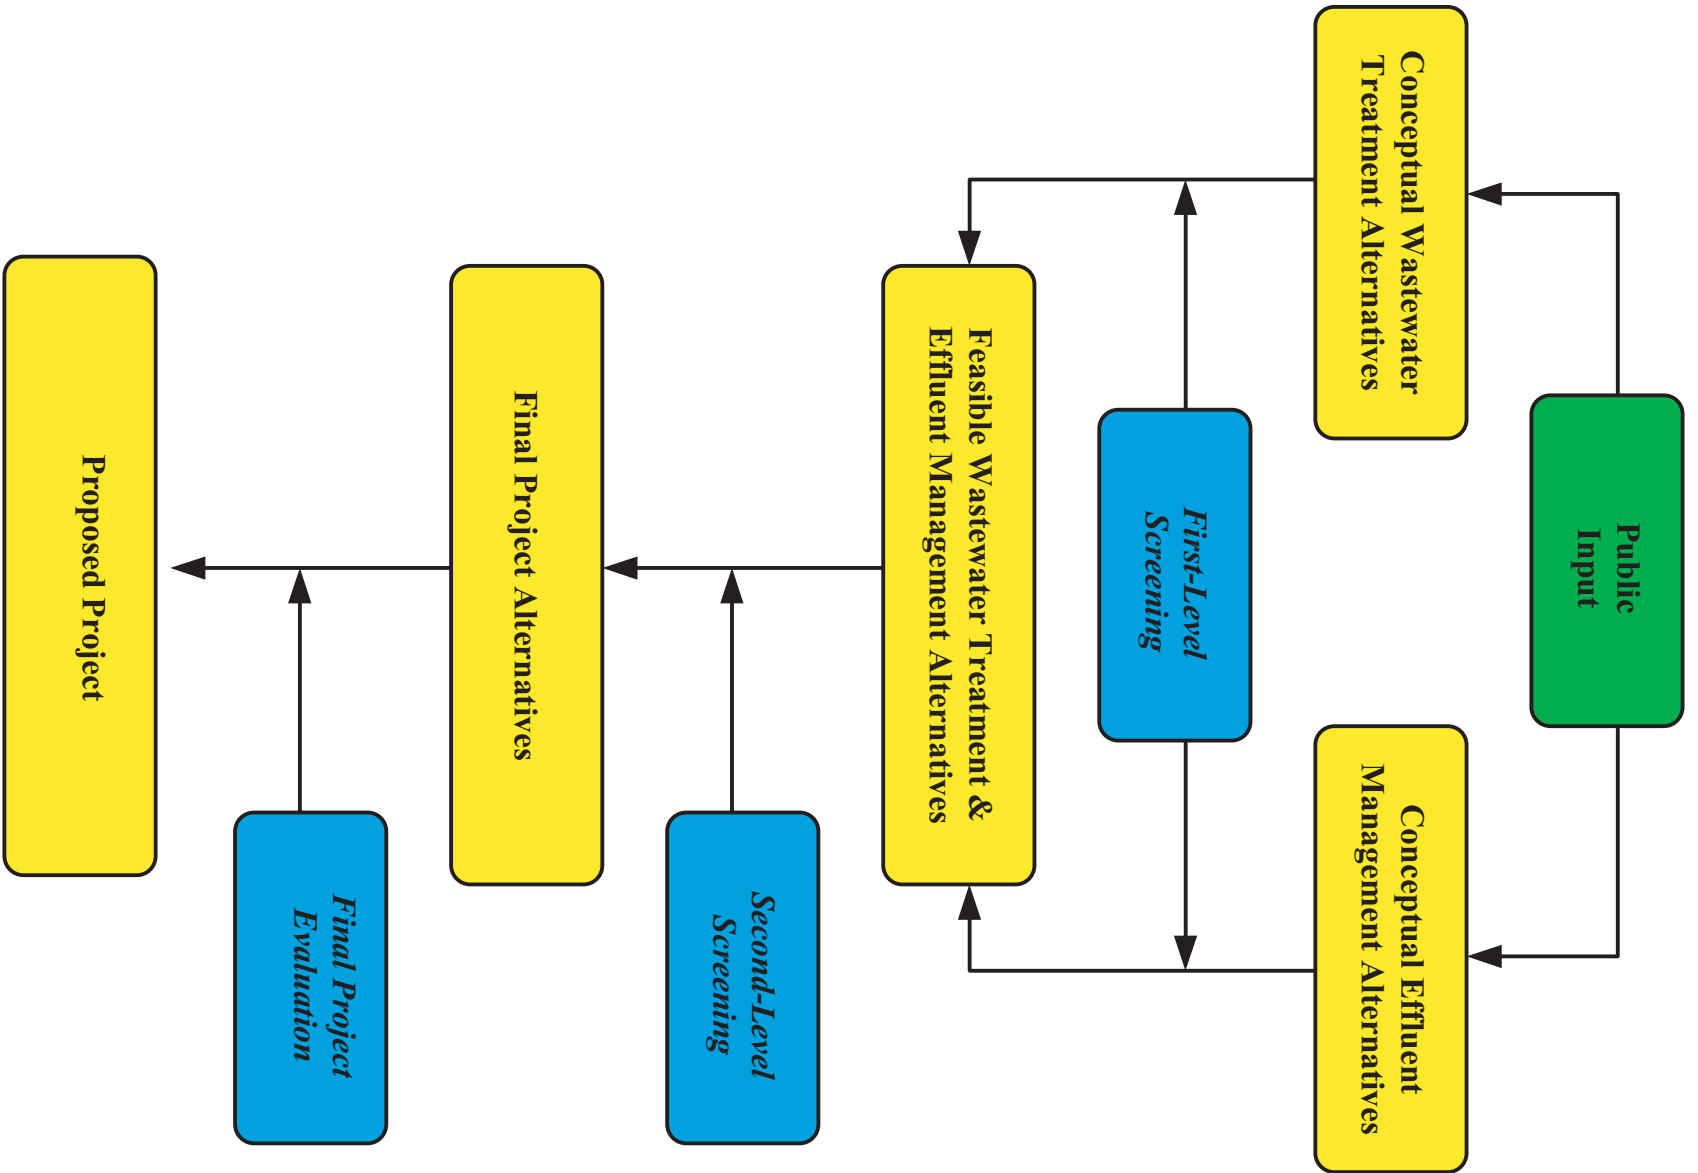 Public
Input
Conceptual Wastewater
Treatment Alternatives
Conceptual Effluent
Management Alternatives
First-Level
Screening
Feasible Wastewater Treatment &
Effluent Management Alternatives
Second-Level
Screening
Final Project Alternatives
Final Project
Evaluation
Proposed Project